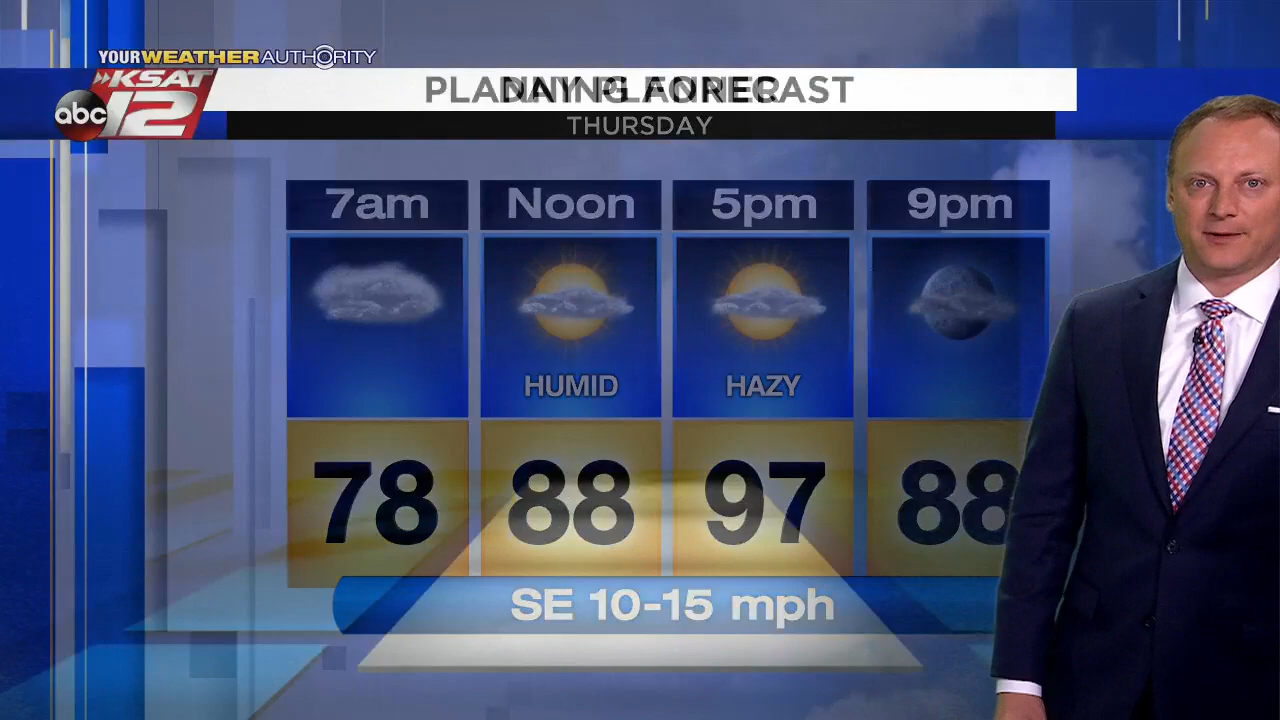 YOUR WEATHER AUTHORITY
KSAT
abc 12
THURSDAY
7am Noon 5pm 9pm
HUMID HAZY
78 88 97 88
SE 10-15 mph